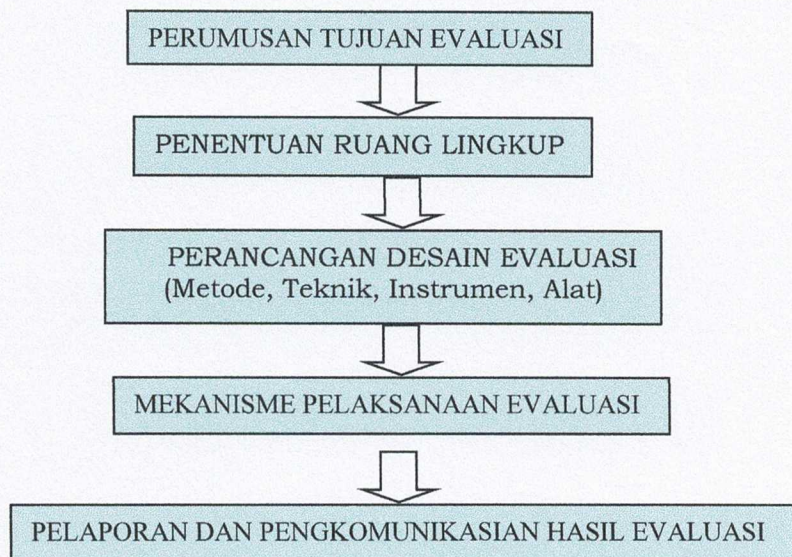 PERUMUSAN TUJUAN EVALUASI
PENENTUAN RUANG LINGKUP
PERANCANGAN DESAIN EVALUASI
(Metode, Teknik, Instrumen, Alat)
MEKANISME PELAKSANAAN EVALUASI
PELAPORAN DAN PENGKOMUNIKASIAN HASIL EVALUASI